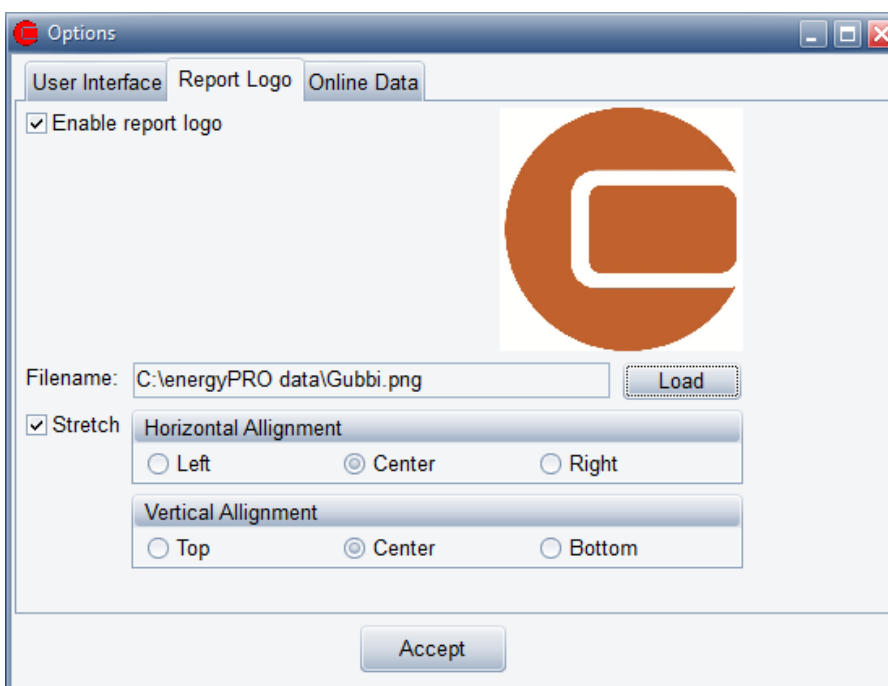 Options
User Interface Report Logo Online Data
Enable report logo
Filename: C:\energyPRO data\Gubbi.png Load
Stretch Horizontal Allignment
Left Center Right
Vertical Allignment
Top Center Bottom
Accept